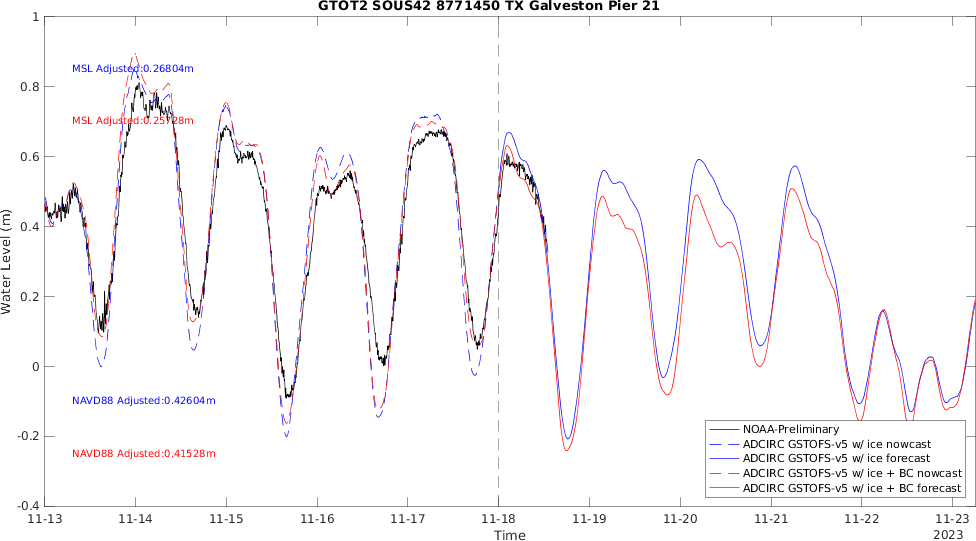 GTOT2 SOUS42 8771450 TX Galveston Pier 21
1
0.8
0.6
0.4
0.2
0
-0.2
-0.4
Water Level (m)
MSL Adjusted:0.26804m
MSL Adjusted:0.25728m
NAVD88 Adjusted:0.42604m
NAVD88 Adjusted:0.41528m
NOAA-Preliminary
ADCIRC GSTOFS-v5 w/ ice nowcast
ADCIRC GSTOFS-v5 w/ ice forecast
ADCIRC GSTOFS-v5 w/ ice + BC nowcast
ADCIRC GSTOFS-v5 w/ ice + BC forecast
11-13 11-14 11-15 11-16 11-17 11-18 11-19 11-20 11-21 11-22 11-23
Time
2023